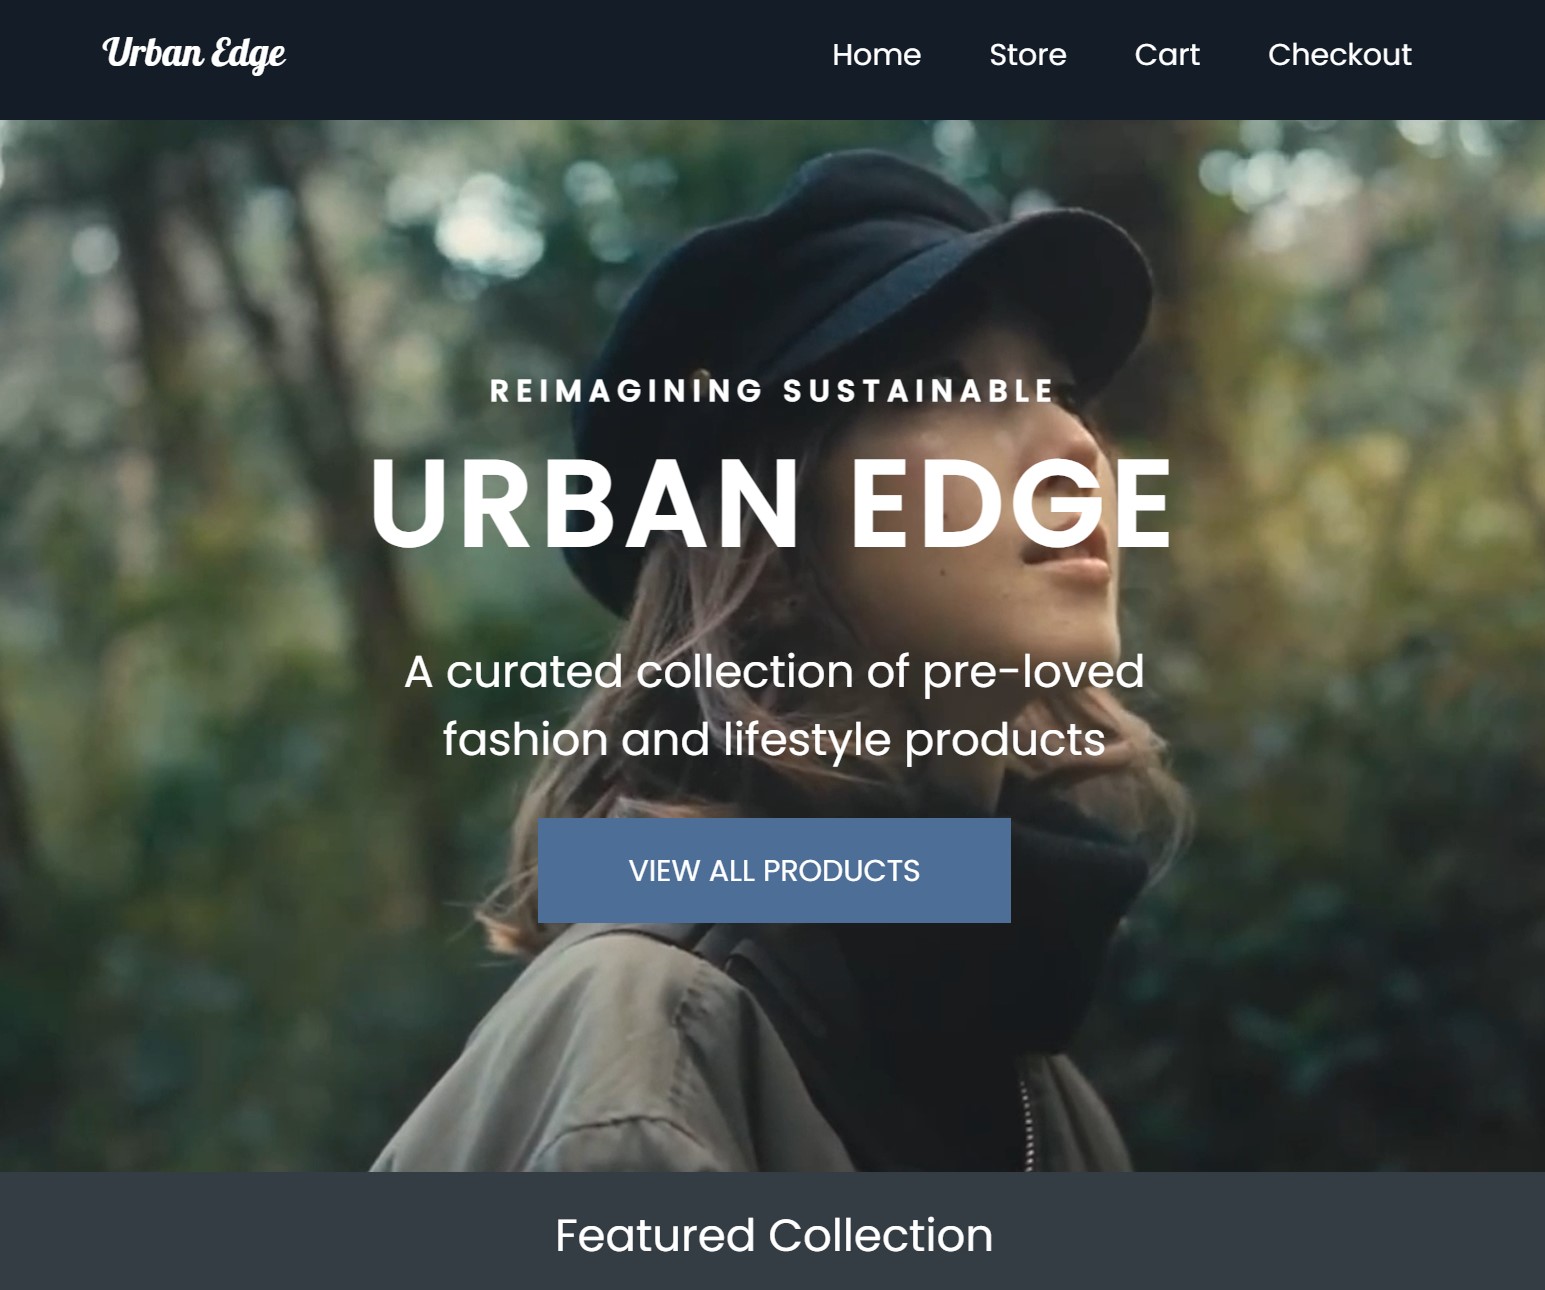 Urban Edge
Home Store Cart Checkout
REIMAGINING SUSTAINABLE
URBAN EDGE
A curated collection of pre-loved
fashion and lifestyle products
VIEW ALL PRODUCTS
Featured Collection